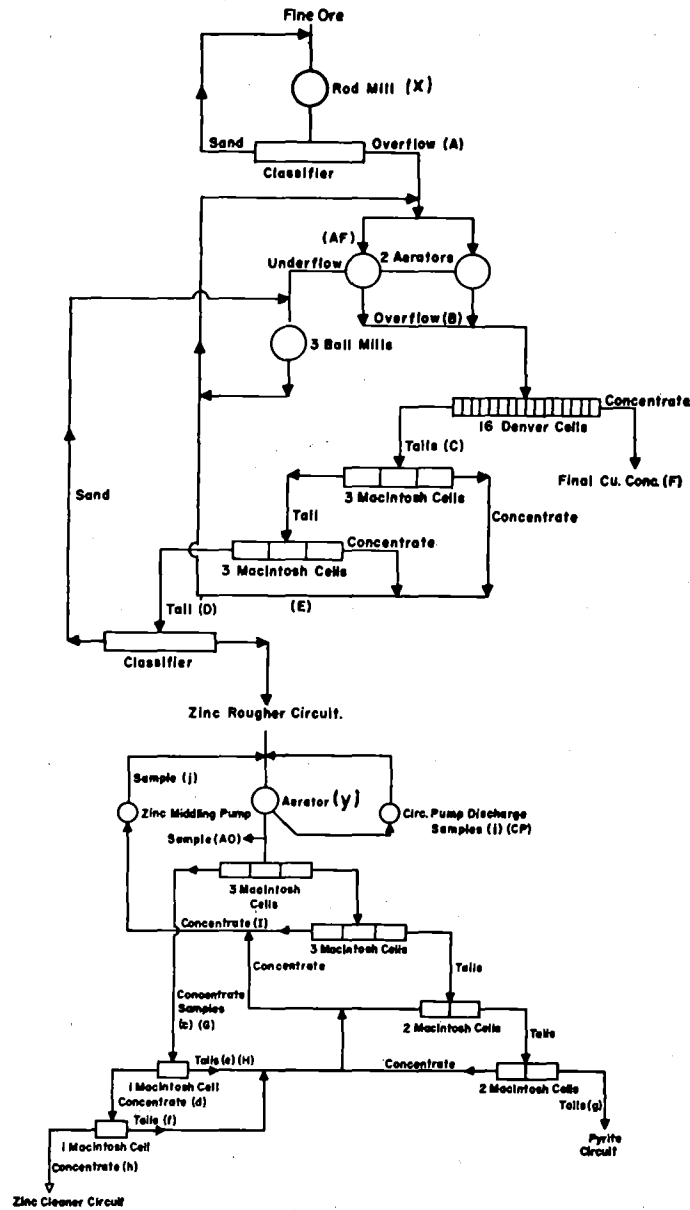 Fine Ore
Rod Mill (X)
Sand
Overflow (A)
Classifier
(AF)
Underflow
2 Aerators
Overflow (B)
3 Ball Mills
Concentrate
16 Denver Cells
Tails (C)
Final Cu. Conc. (F)
3 Macintosh Cells
Sand
Tail
Concentrate
Concentrate
3 Macintosh Cells
Tail (D)
(E)
Classifier
Zinc Rougher Circuit.
Sample (j)
Zinc Middling Pump
Aerator (y)
Circ. Pump Discharge
Samples (i) (CP)
Sample (AO)
3 Macintosh
Cells
Concentrate (I)
3 Macintosh Cells
Concentrate
Tails
Concentrate
Samples
(c) (G)
2 Macintosh Cells
Tails
Tails (e) (H)
Concentrate
1 Macintosh Cell
2 Macintosh Cells
Concentrate (d)
Tails (g)
Tails (f)
1 Macintosh Cell
Pyrite
Circuit
Concentrate (h)
Zinc Cleaner Circuit